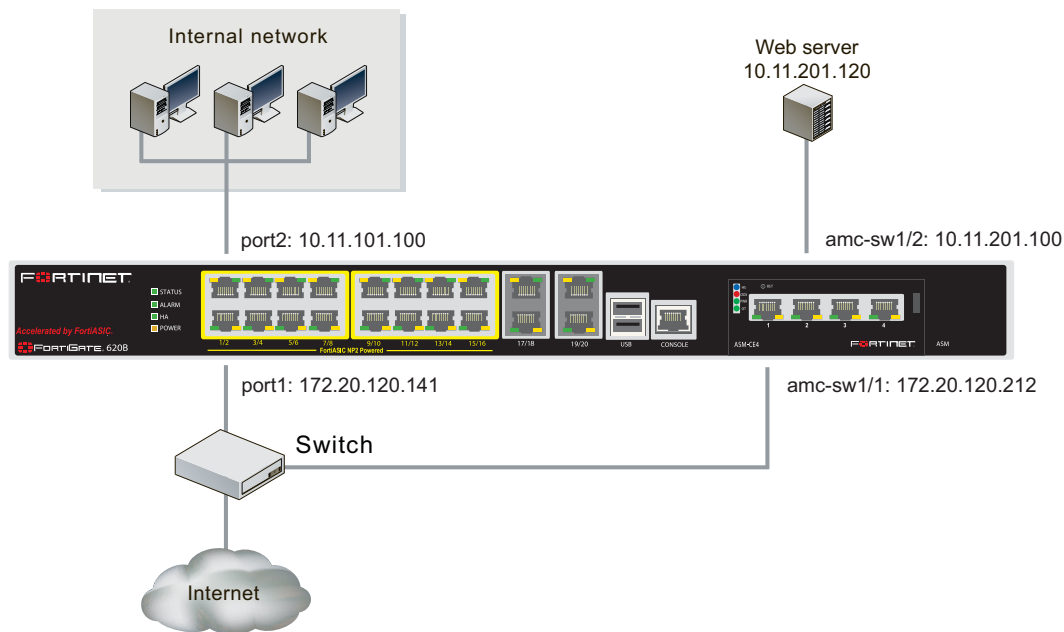 Internal network
Web server
10.11.201.120
port2: 10.11.101.100
amc-sw1/2: 10.11.201.100
FORTINET.
STATUS
ALARM
HA
POWER
Accelerated by FortiASIC.
FORTIGATE 620B
1/2 3/4 5/6 7/8 9/10 11/12 13/14 15/16
FortiASIC NP2 Powered
17/18
19/20
USB
CONSOLE
1 2 3 4
ASM-CE4
FORTINET
ASM
port1: 172.20.120.141
amc-sw1/1: 172.20.120.212
Switch
Internet